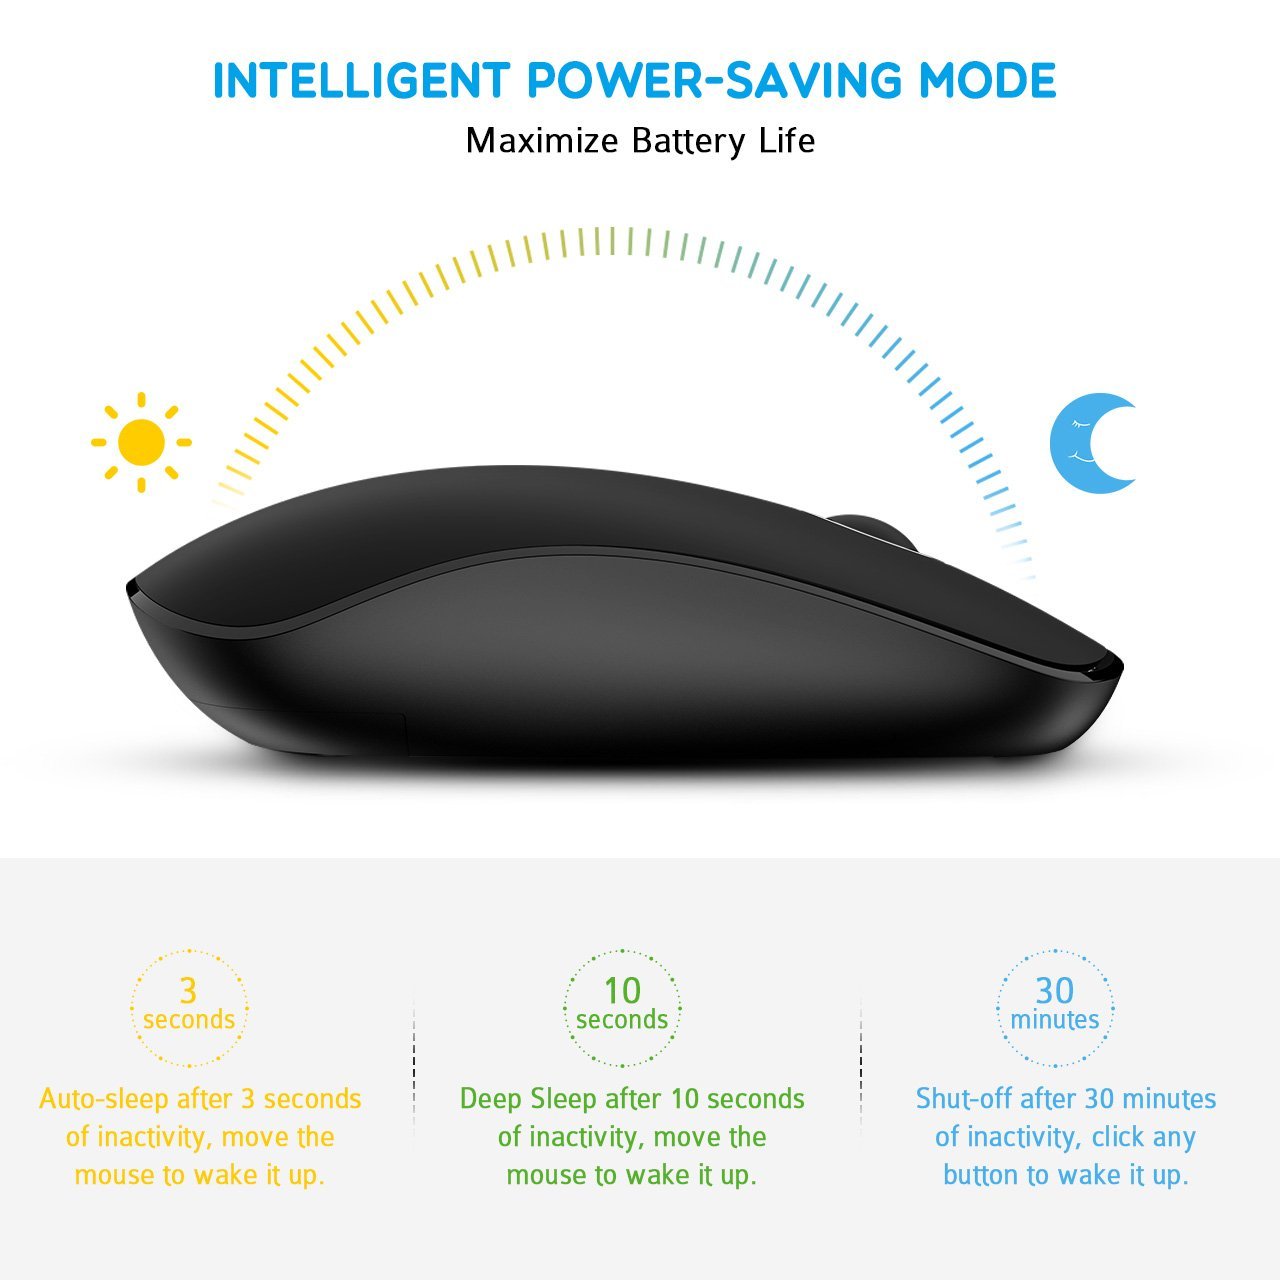 INTELLIGENT POWER-SAVING MODE
Maximize Battery Life
3
seconds
Auto-sleep after 3 seconds
of inactivity, move the
mouse to wake it up.
10
seconds
Deep Sleep after 10 seconds
of inactivity, move the
mouse to wake it up.
30
minutes
Shut-off after 30 minutes
of inactivity, click any
button to wake it up.